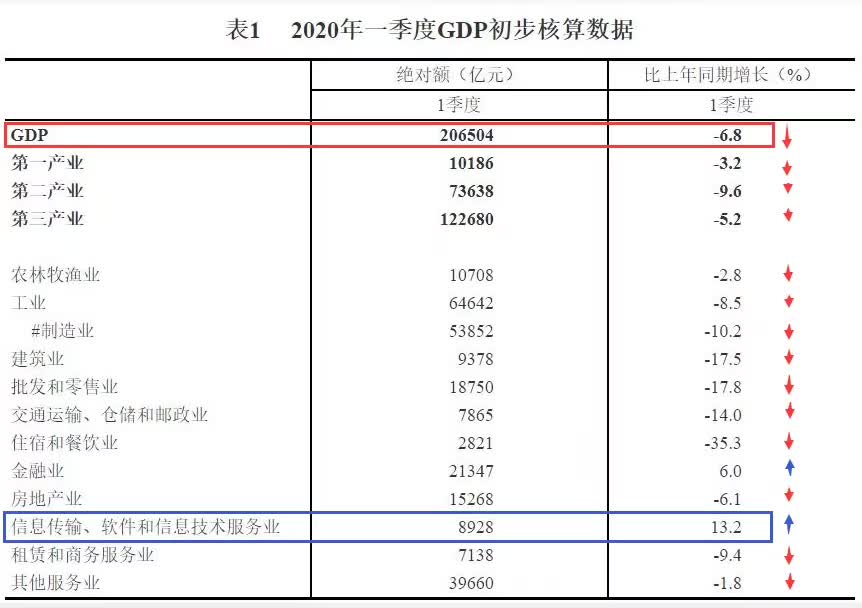 表1 2020年一季度GDP初步核算数据
绝对额（亿元） 比上年同期增长（%）
1季度 1季度
GDP 206504 -6.8
第一产业 10186 -3.2
第二产业 73638 -9.6
第三产业 122680 -5.2
农林牧渔业 10708 -2.8
工业 64642 -8.5
#制造业 53852 -10.2
建筑业 9378 -17.5
批发和零售业 18750 -17.8
交通运输、仓储和邮政业 7865 -14.0
住宿和餐饮业 2821 -35.3
金融业 21347 6.0
房地产业 15268 -6.1
信息传输、软件和信息技术服务业 8928 13.2
租赁和商务服务业 7138 -9.4
其他服务业 39660 -1.8